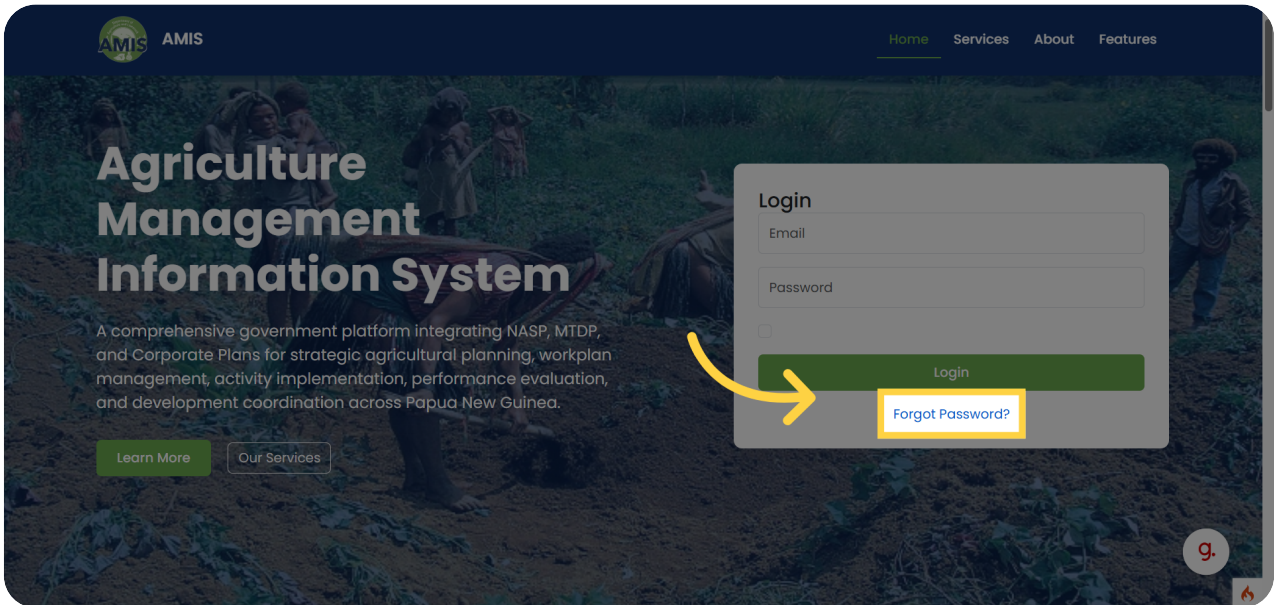 AMIS AMIS Home Services About Features
Agriculture
Management
Information System
A comprehensive government platform integrating NASP, MTDP,
and Corporate Plans for strategic agricultural planning, workplan
management, activity implementation, performance evaluation,
and development coordination across Papua New Guinea.
Learn More Our Services
Login
Email
Password
Login
Forgot Password?
g.